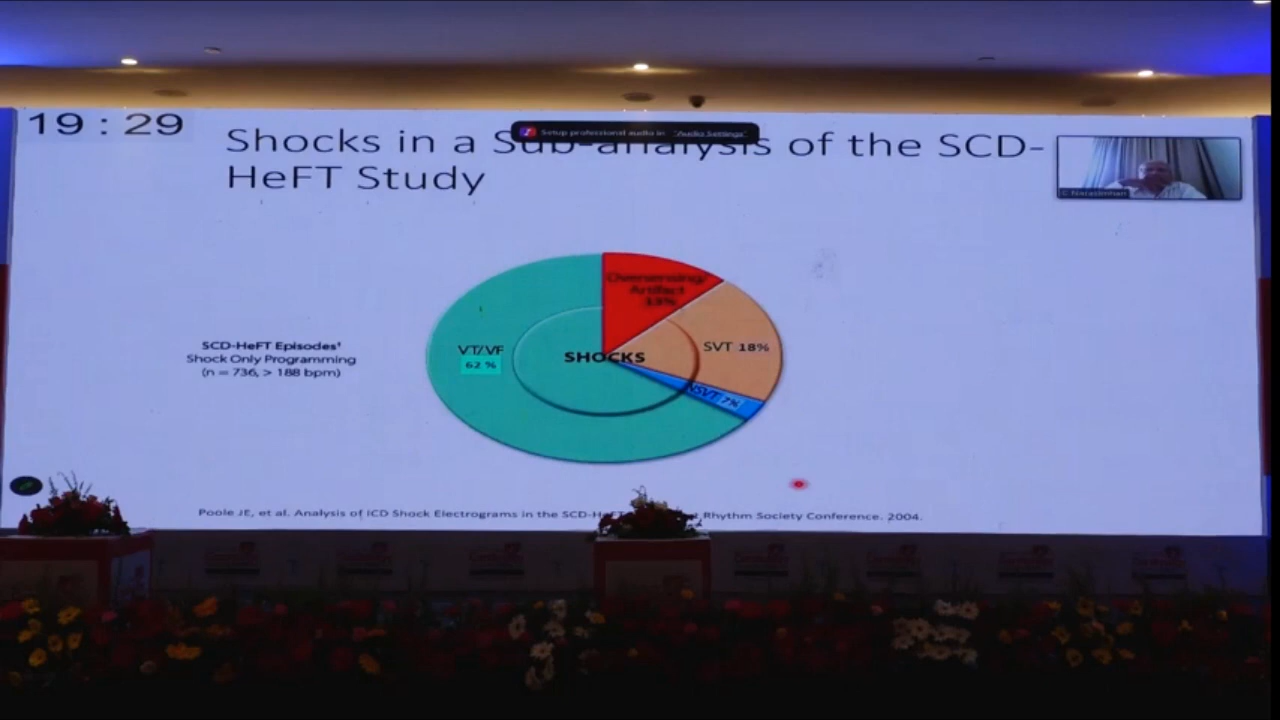 19 : 29
Setup professional audio in "Audio Settings"
Shocks in a Sub-analysis of the SCD-
HeFT Study
C Narasimhan
Oversensing/
Artifact
13%
SCD-HeFT Episodes¹
Shock Only Programming
(n = 736, > 188 bpm)
VT/VF
62 %
SHOCKS
SVT 18%
NSVT 7%
Poole JE, et al. Analysis of ICD Shock Electrograms in the SCD-HeFT Rhythm Society Conference. 2004.